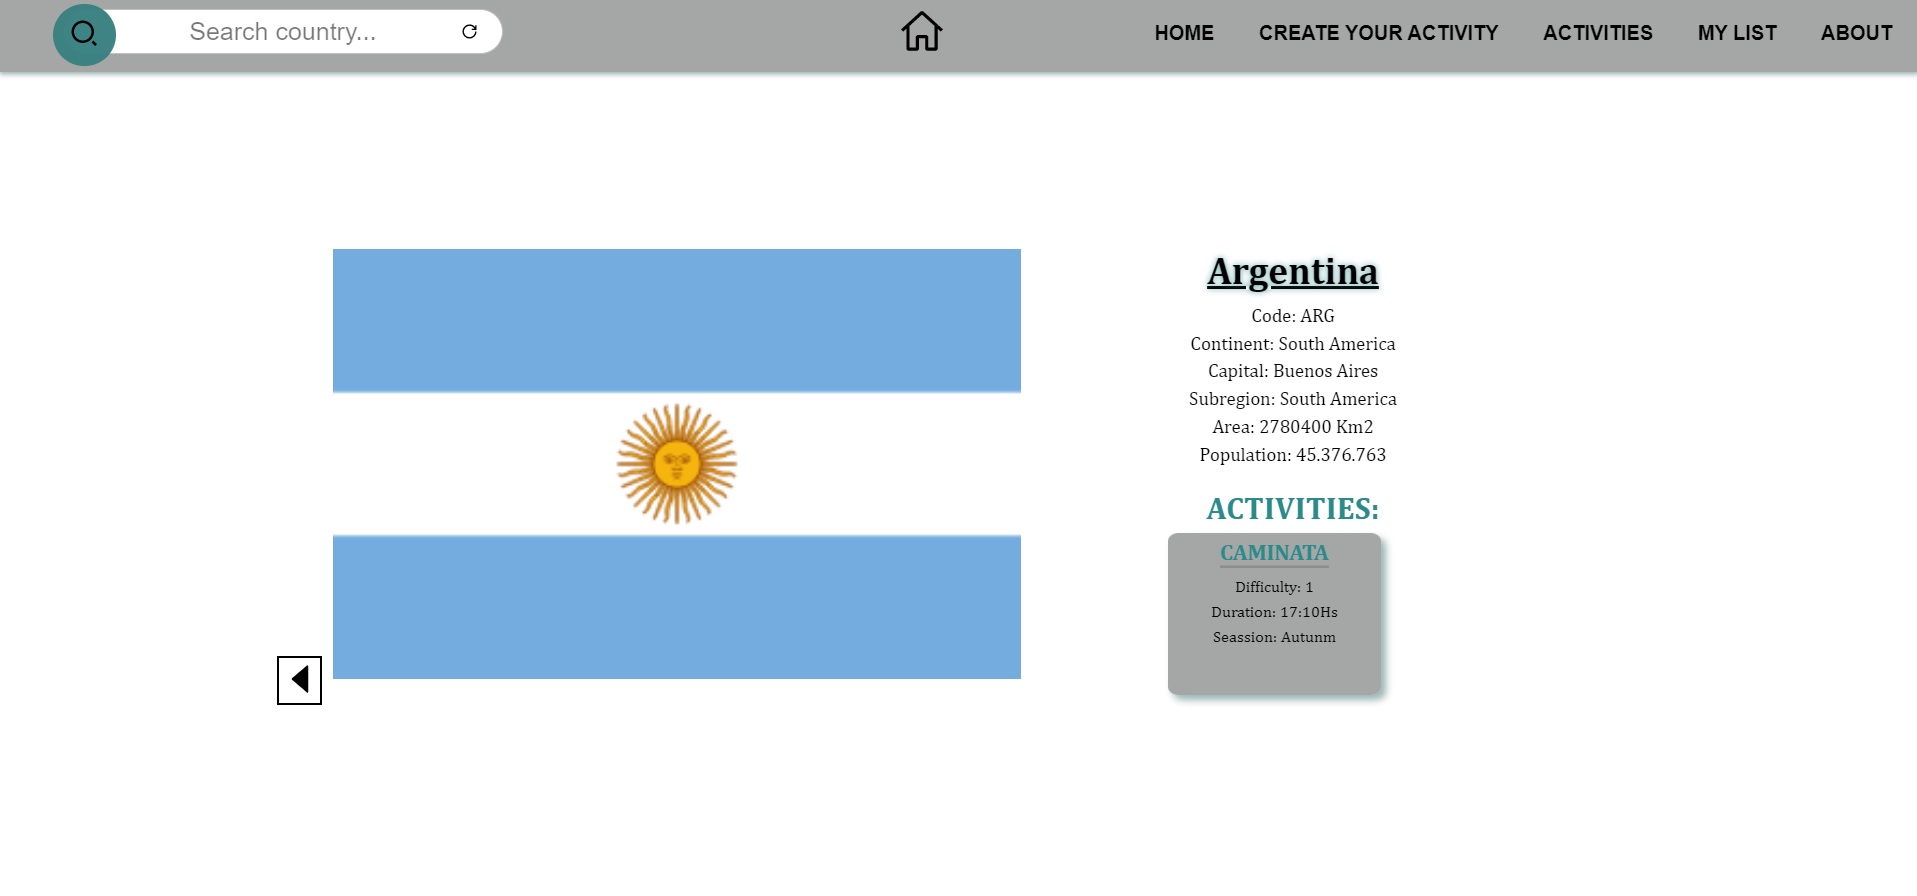 Search country...
HOME CREATE YOUR ACTIVITY ACTIVITIES MY LIST ABOUT
Argentina
Code: ARG
Continent: South America
Capital: Buenos Aires
Subregion: South America
Area: 2780400 Km2
Population: 45.376.763
ACTIVITIES:
CAMINATA
Difficulty: 1
Duration: 17:10Hs
Seassion: Autunm